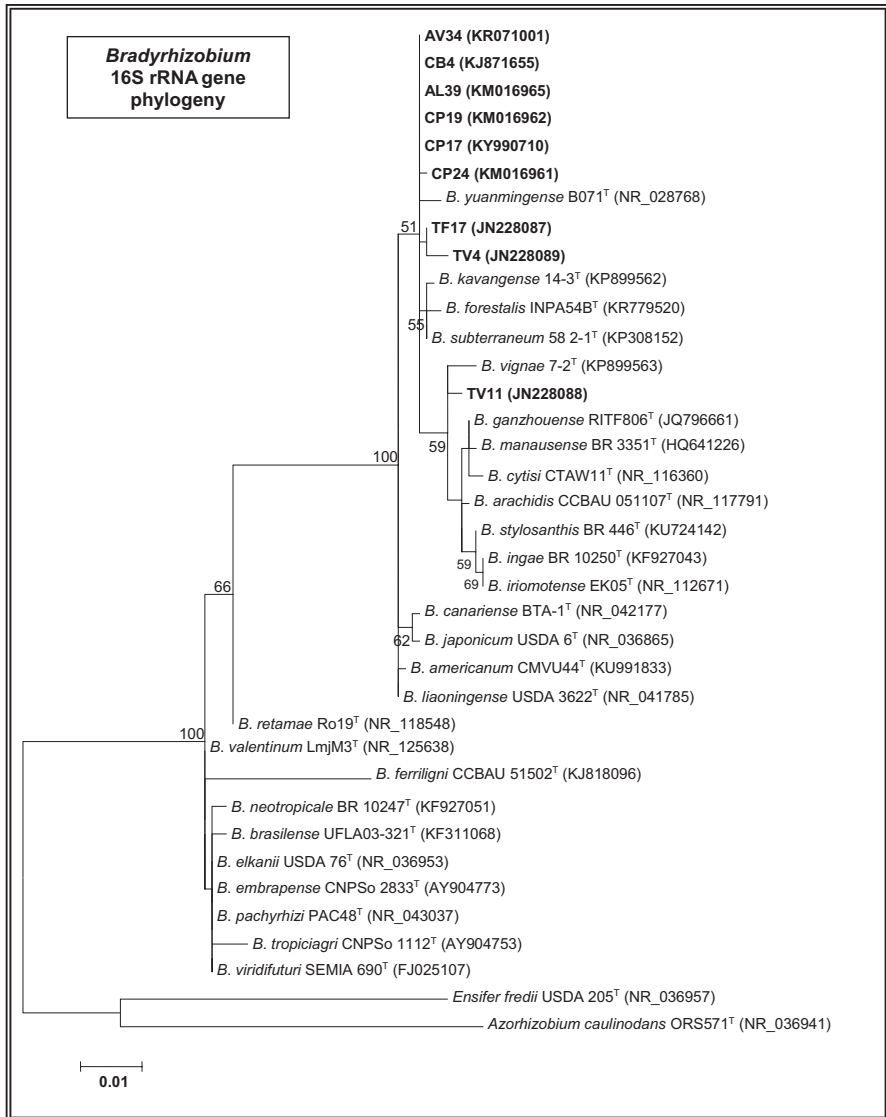 Bradyrhizobium
16S rRNA gene
phylogeny
AV34 (KR071001)
CB4 (KJ871655)
AL39 (KM016965)
CP19 (KM016962)
CP17 (KY990710)
CP24 (KM016961)
B. yuanmingense B071ᵀ (NR_028768)
51
TF17 (JN228087)
TV4 (JN228089)
B. kavangense 14-3ᵀ (KP899562)
B. forestalis INPA54Bᵀ (KR779520)
55
B. subterraneum 58 2-1ᵀ (KP308152)
B. vignae 7-2ᵀ (KP899563)
TV11 (JN228088)
B. ganzhouense RITF806ᵀ (JQ796661)
59
B. manausense BR 3351ᵀ (HQ641226)
100
B. cytisi CTAW11ᵀ (NR_116360)
B. arachidis CCBAU 051107ᵀ (NR_117791)
B. stylosanthis BR 446ᵀ (KU724142)
B. ingae BR 10250ᵀ (KF927043)
59
69
B. iriomotense EK05ᵀ (NR_112671)
66
B. canariense BTA-1ᵀ (NR_042177)
62
B. japonicum USDA 6ᵀ (NR_036865)
B. americanum CMVU44ᵀ (KU991833)
B. liaoningense USDA 3622ᵀ (NR_041785)
B. retamae Ro19ᵀ (NR_118548)
100
B. valentinum LmjM3ᵀ (NR_125638)
B. ferriligni CCBAU 51502ᵀ (KJ818096)
B. neotropicale BR 10247ᵀ (KF927051)
B. brasilense UFLA03-321ᵀ (KF311068)
B. elkanii USDA 76ᵀ (NR_036953)
B. embrapense CNPSo 2833ᵀ (AY904773)
B. pachyrhizi PAC48ᵀ (NR_043037)
B. tropiciagri CNPSo 1112ᵀ (AY904753)
B. viridifuturi SEMIA 690ᵀ (FJ025107)
Ensifer fredii USDA 205ᵀ (NR_036957)
Azorhizobium caulinodans ORS571ᵀ (NR_036941)
0.01